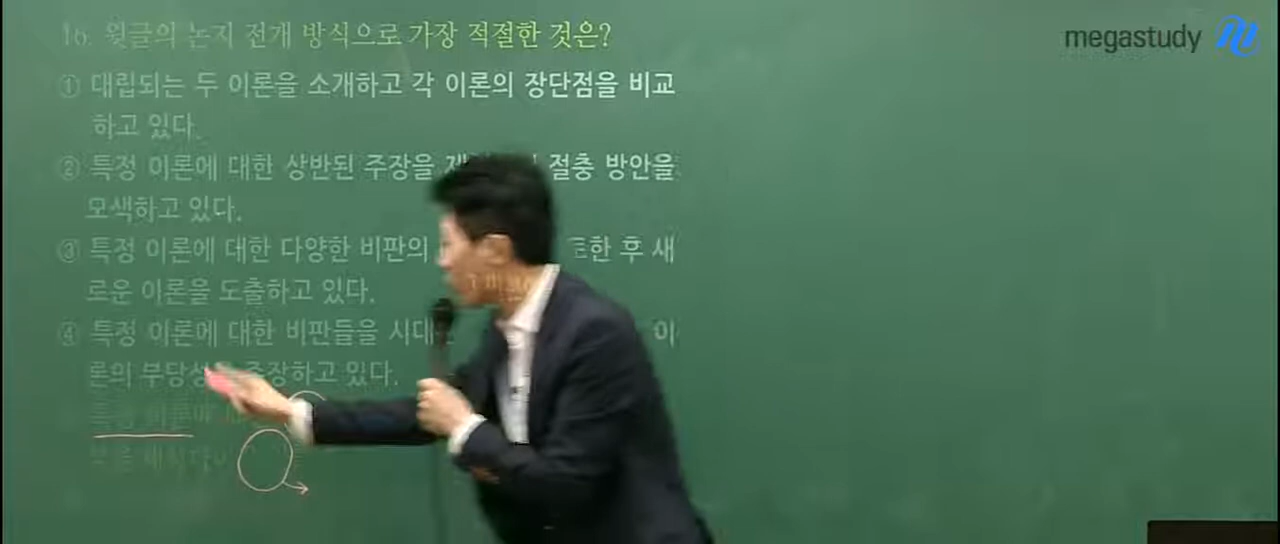 16. 윗글의 논지 전개 방식으로 가장 적절한 것은?
megastudy
① 대립되는 두 이론을 소개하고 각 이론의 장단점을 비교
하고 있다.
② 특정 이론에 대한 상반된 주장을 절충 방안을
모색하고 있다.
③ 특정 이론에 대한 다양한 비판의 한 후 새
로운 이론을 도출하고 있다.
④ 특정 이론에 대한 비판들을 시대 이
론의 부당성 주장하고 있다.
특정 이론